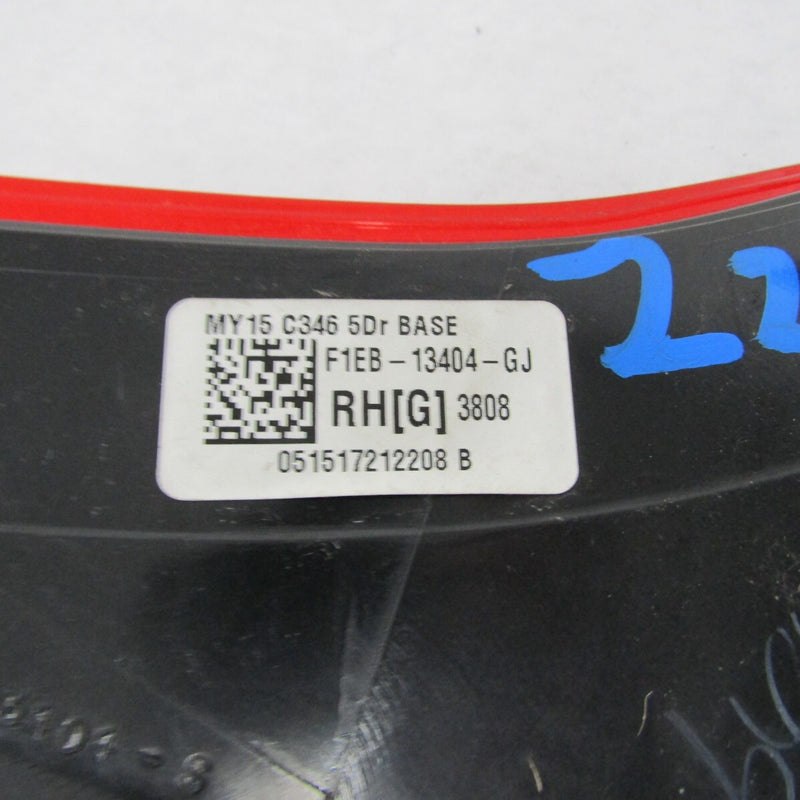 MY15 C346 5Dr BASE
F1EB-13404-GJ
RH[G] 3808
051517212208 B